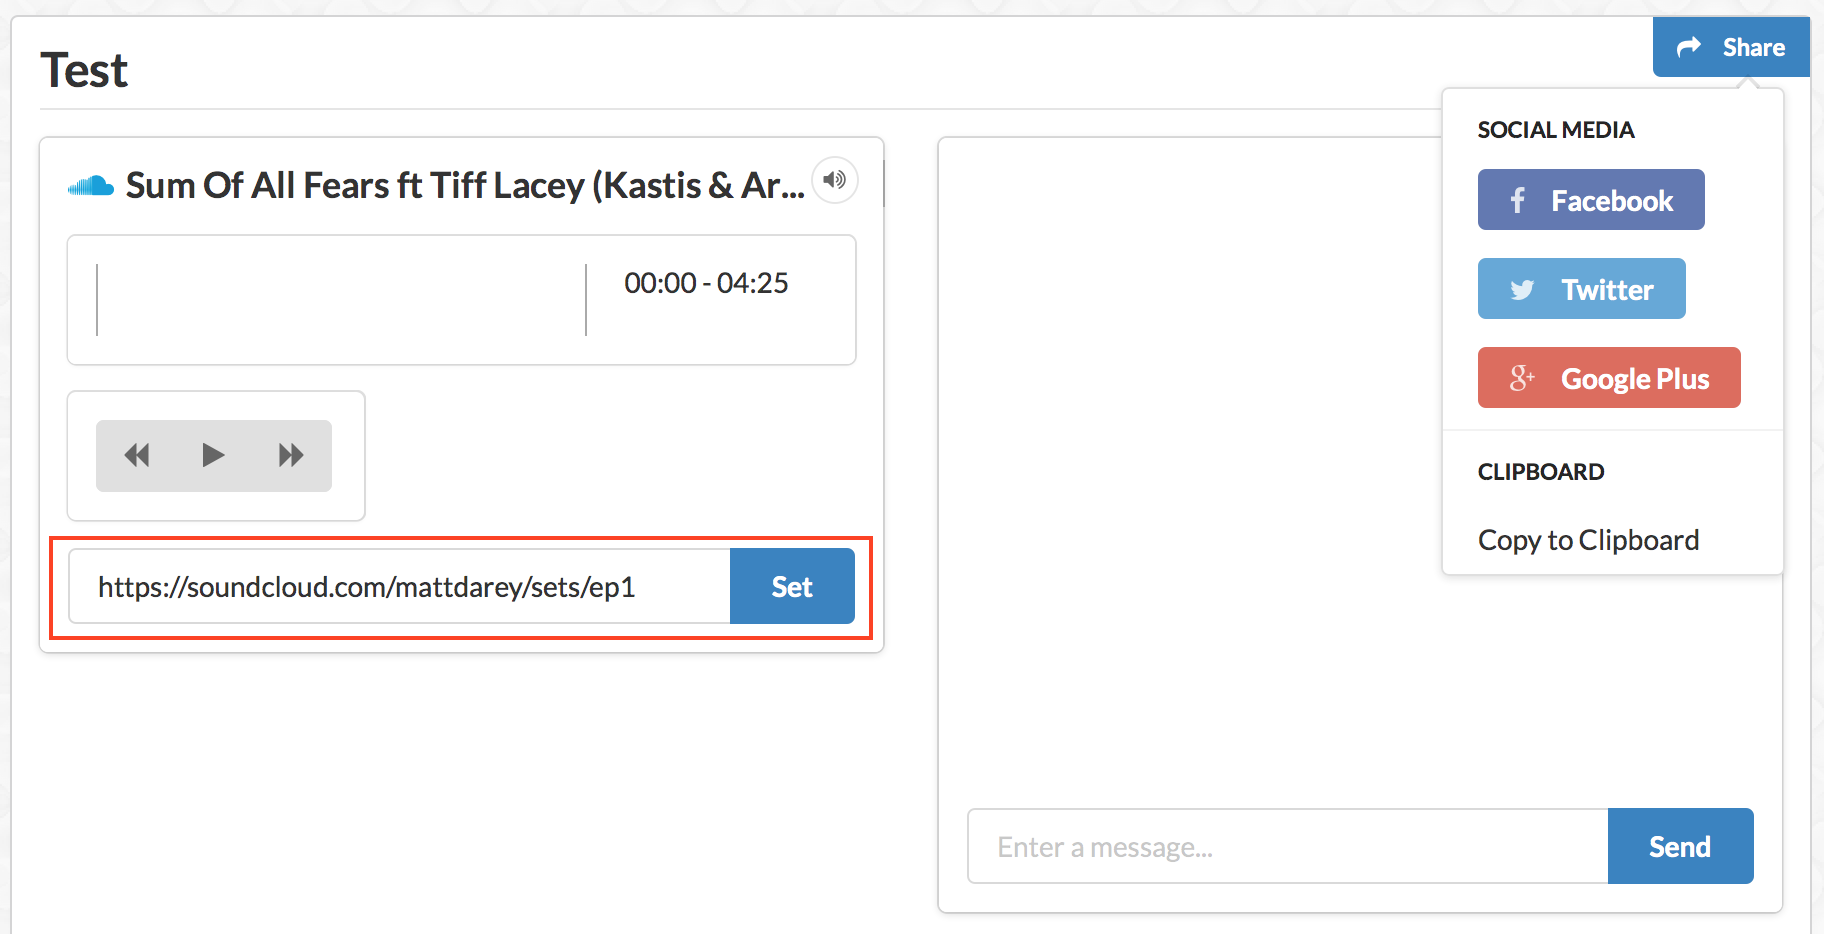 Test
Share
Sum Of All Fears ft Tiff Lacey (Kastis & Ar...
00:00 - 04:25
https://soundcloud.com/mattdarey/sets/ep1
Set
SOCIAL MEDIA
Facebook
Twitter
Google Plus
CLIPBOARD
Copy to Clipboard
Enter a message...
Send